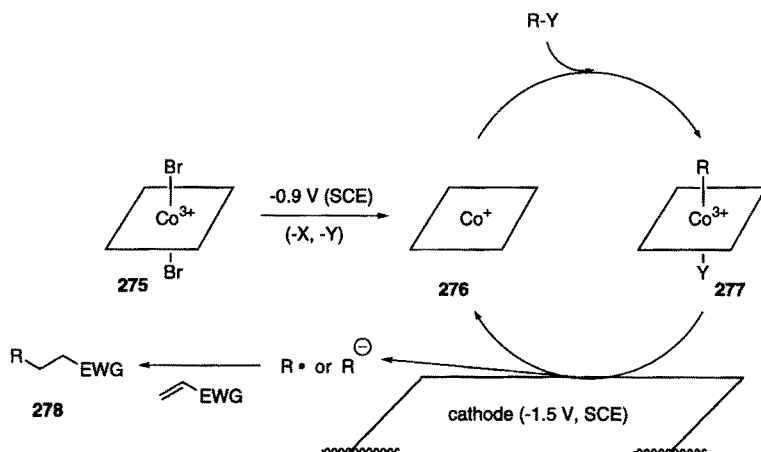 R-Y
Br
Co3+
Br
275
-0.9 V (SCE)
(-X, -Y)
Co+
276
R
Co3+
Y
277
R
EWG
278
EWG
R • or R ⊖
cathode (-1.5 V, SCE)